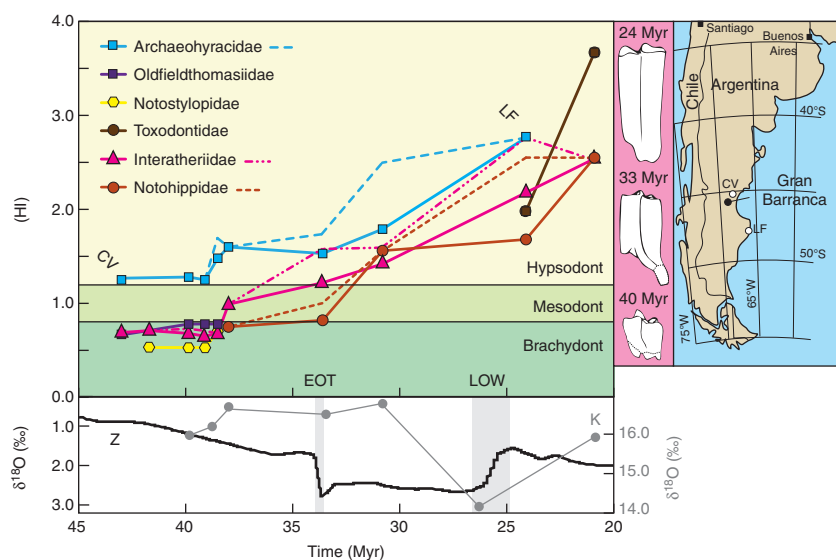 4.0
3.0
2.0
1.0
0.0
(HI)
Archaeohyracidae
Oldfieldthomasiidae
Notostylopidae
Toxodontidae
Interatheriidae
Notohippidae
CV
LF
Hypsodont
Mesodont
Brachydont
EOT
LOW
1.0
2.0
3.0
δ18O (‰)
Z
K
16.0
15.0
14.0
δ18O (‰)
45
40
35
30
25
20
Time (Myr)
24 Myr
33 Myr
40 Myr
Santiago
Buenos
Aires
Chile
Argentina
40°S
CV
Gran
Barranca
LF
50°S
75°W
65°W